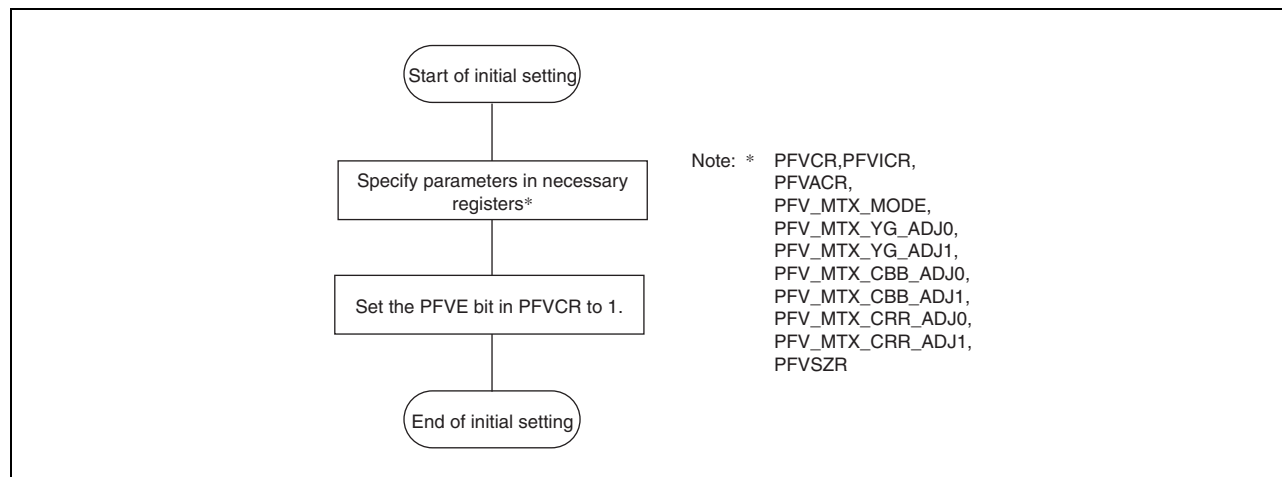 Start of initial setting
Specify parameters in necessary
registers*
Set the PFVE bit in PFVCR to 1.
End of initial setting
Note: * PFVCR,PFVICR,
PFVACR,
PFV_MTX_MODE,
PFV_MTX_YG_ADJ0,
PFV_MTX_YG_ADJ1,
PFV_MTX_CBB_ADJ0,
PFV_MTX_CBB_ADJ1,
PFV_MTX_CRR_ADJ0,
PFV_MTX_CRR_ADJ1,
PFVSZR